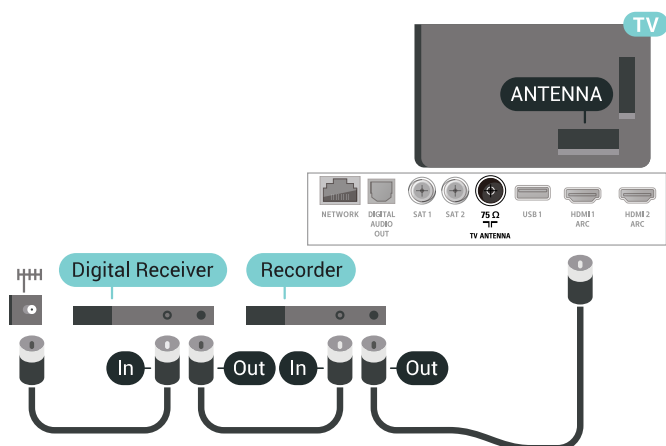 TV
ANTENNA
NETWORK
DIGITAL
AUDIO
OUT
SAT 1
SAT 2
75 Ω
TV ANTENNA
USB 1
HDMI 1
ARC
HDMI 2
ARC
Digital Receiver
Recorder
In
Out
In
Out